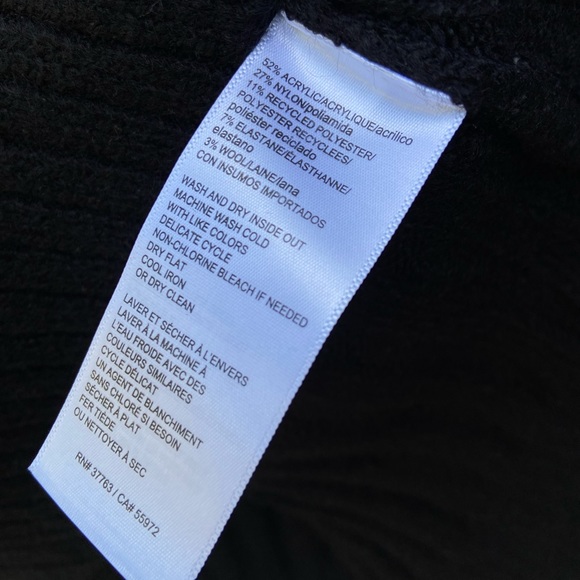 52% ACRYLIC/ACRYLIQUE/acrílico
27% NYLON/poliamida
11% RECYCLED POLYESTER/
POLYESTER RECYCLEES/
poliéster reciclado
7% ELASTANE/ÉLASTHANNE/
elastano
3% WOOL/LAINE/lana
CON INSUMOS IMPORTADOS
WASH AND DRY INSIDE OUT
MACHINE WASH COLD
WITH LIKE COLORS
DELICATE CYCLE
NON-CHLORINE BLEACH IF NEEDED
DRY FLAT
COOL IRON
OR DRY CLEAN
LAVER ET SÉCHER À L'ENVERS
LAVER À LA MACHINE À
L'EAU FROIDE AVEC DES
COULEURS SIMILAIRES
CYCLE DÉLICAT
UN AGENT DE BLANCHIMENT
SANS CHLORE SI BESOIN
SÉCHER À PLAT
FER TIÈDE
OU NETTOYER À SEC
RN# 37763 / CA# 55972